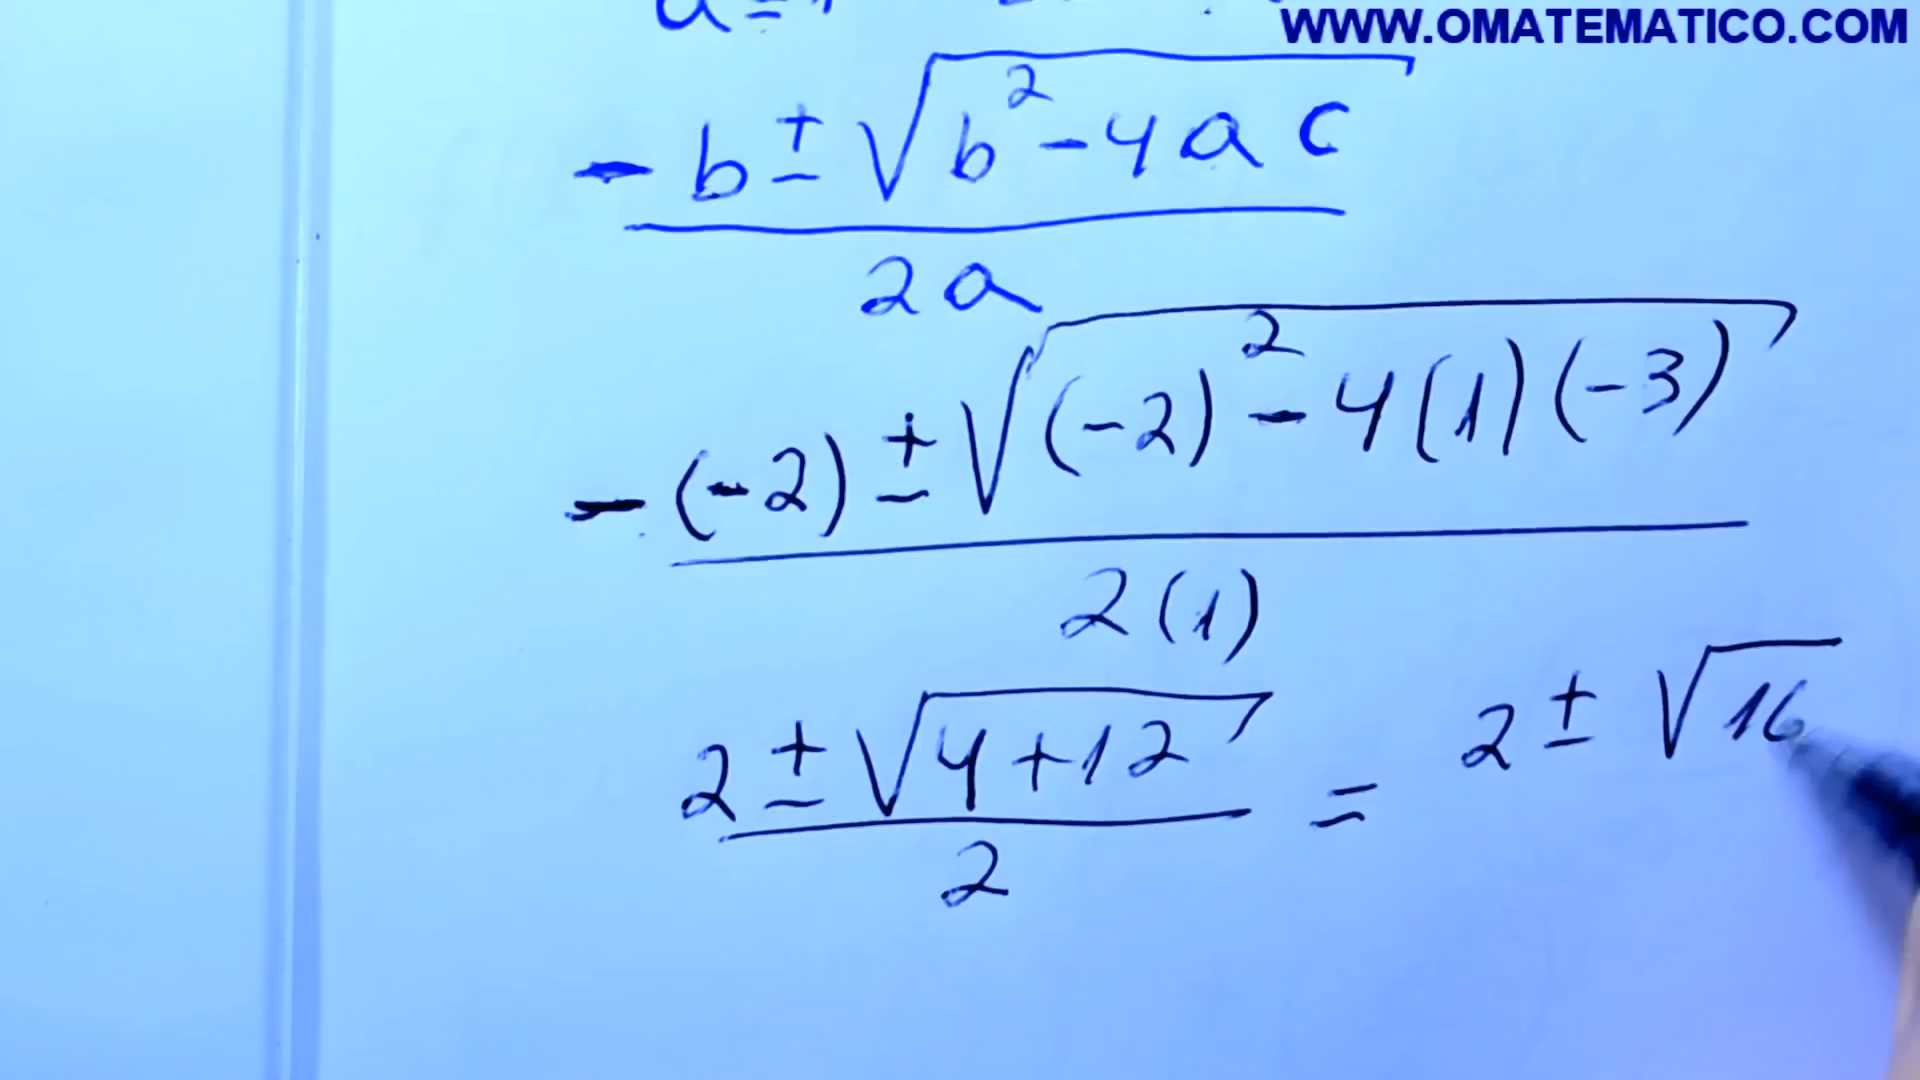 WWW.OMATEMATICO.COM
a=1
-b±√(b²-4ac)
2a
-(-2)±√((-2)²-4(1)(-3))
2(1)
2±√(4+12) = 2±√16
2